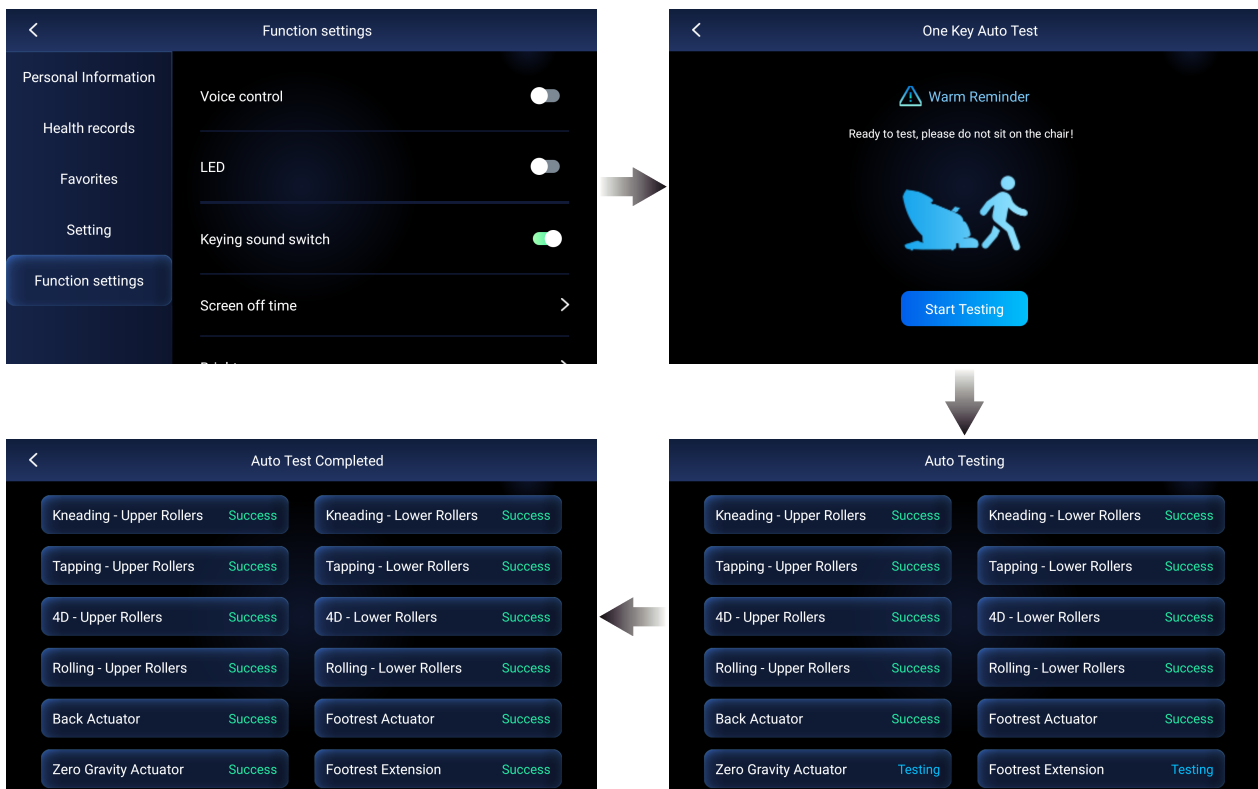 Function settings
Personal Information
Health records
Favorites
Setting
Function settings
Voice control
LED
Keying sound switch
Screen off time
One Key Auto Test
Warm Reminder
Ready to test, please do not sit on the chair!
Start Testing
Auto Testing
Kneading - Upper Rollers Success Kneading - Lower Rollers Success
Tapping - Upper Rollers Success Tapping - Lower Rollers Success
4D - Upper Rollers Success 4D - Lower Rollers Success
Rolling - Upper Rollers Success Rolling - Lower Rollers Success
Back Actuator Success Footrest Actuator Success
Zero Gravity Actuator Testing Footrest Extension Testing
Auto Test Completed
Kneading - Upper Rollers Success Kneading - Lower Rollers Success
Tapping - Upper Rollers Success Tapping - Lower Rollers Success
4D - Upper Rollers Success 4D - Lower Rollers Success
Rolling - Upper Rollers Success Rolling - Lower Rollers Success
Back Actuator Success Footrest Actuator Success
Zero Gravity Actuator Success Footrest Extension Success